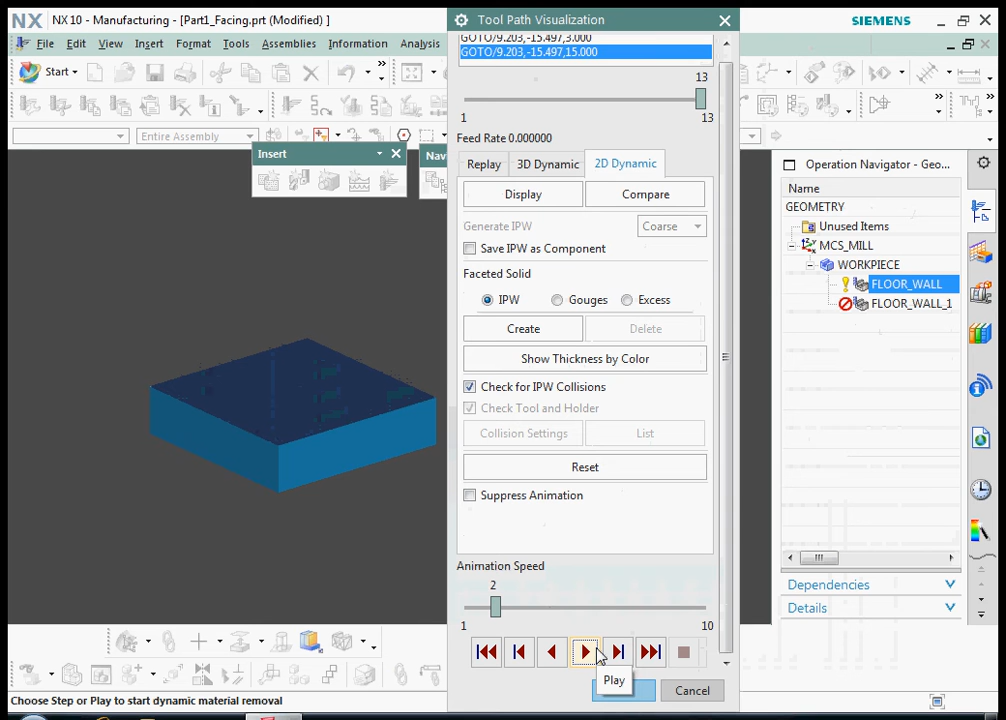 NX 10 - Manufacturing - [Part1_Facing.prt (Modified) ]
Tool Path Visualization
SIEMENS
File Edit View Insert Format Tools Assemblies Information Analysis
Start
Entire Assembly
Insert
Nav
GOTO/9.203,-15.497,3.000
GOTO/9.203,-15.497,15.000
13
1
13
Feed Rate 0.000000
Replay 3D Dynamic 2D Dynamic
Display Compare
Generate IPW Coarse
Save IPW as Component
Faceted Solid
IPW Gouges Excess
Create Delete
Show Thickness by Color
Check for IPW Collisions
Check Tool and Holder
Collision Settings List
Reset
Suppress Animation
Animation Speed
2
1 10
Play
Cancel
Operation Navigator - Geo...
Name
GEOMETRY
Unused Items
MCS_MILL
WORKPIECE
FLOOR_WALL
FLOOR_WALL_1
Dependencies
Details
Choose Step or Play to start dynamic material removal